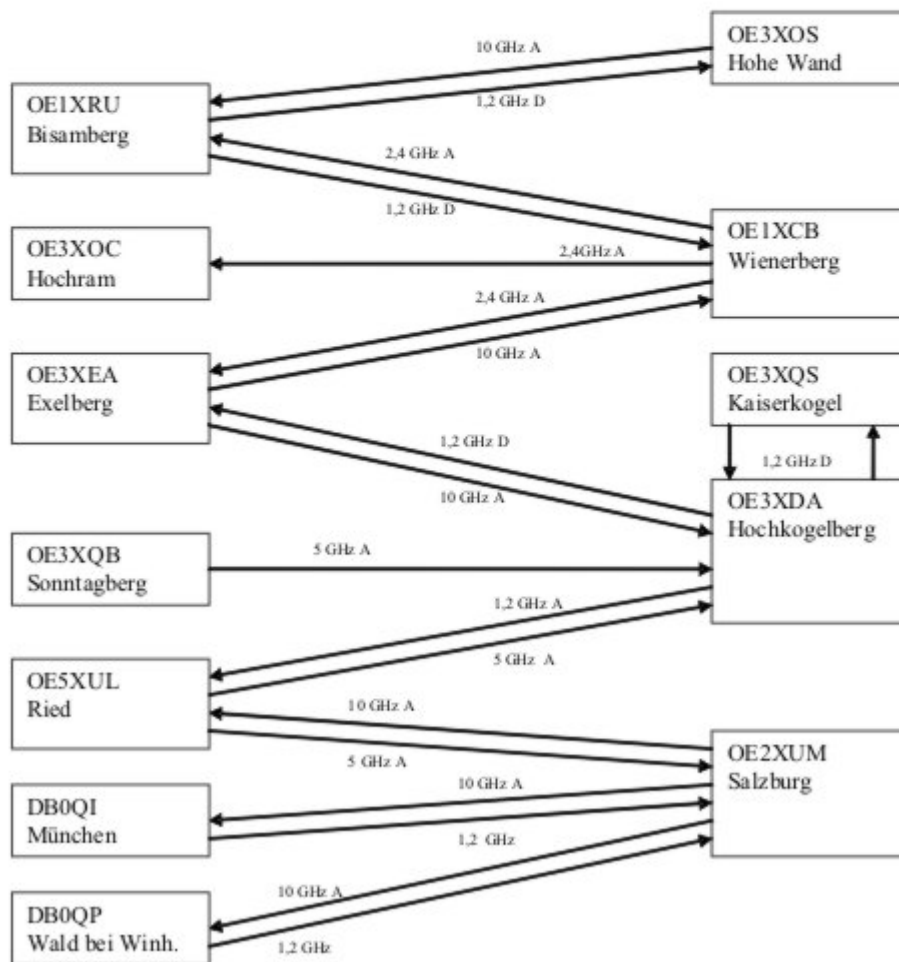 10 GHz A
OE3XOS
Hohe Wand
OE1XRU
Bisamberg
1,2 GHz D
2,4 GHz A
1,2 GHz D
OE3XOC
Hochram
2,4GHz A
OE1XCB
Wienerberg
2,4 GHz A
10 GHz A
OE3XEA
Exelberg
OE3XQS
Kaiserkogel
1,2 GHz D
1,2 GHz D
10 GHz A
OE3XDA
Hochkogelberg
OE3XQB
Sonntagberg
5 GHz A
1,2 GHz A
5 GHz A
OE5XUL
Ried
10 GHz A
5 GHz A
OE2XUM
Salzburg
DB0QI
München
10 GHz A
1,2 GHz
DB0QP
Wald bei Winh.
10 GHz A
1,2 GHz